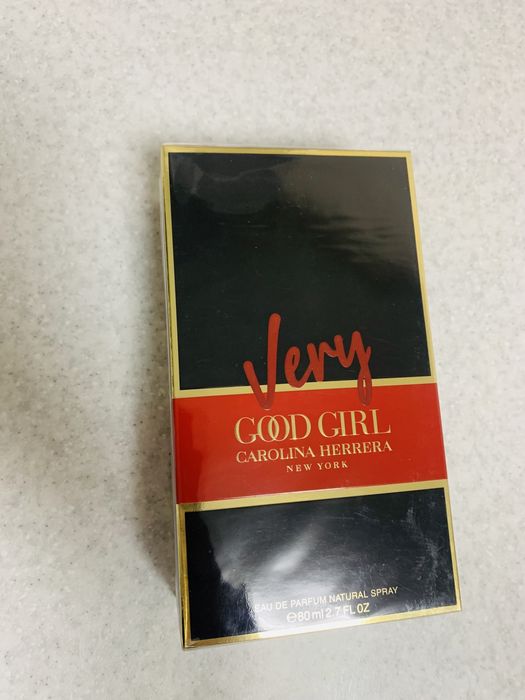 Very
GOOD GIRL
CAROLINA HERRERA
NEW YORK
EAU DE PARFUM NATURAL SPRAY
℮80 ml 2.7 FL OZ